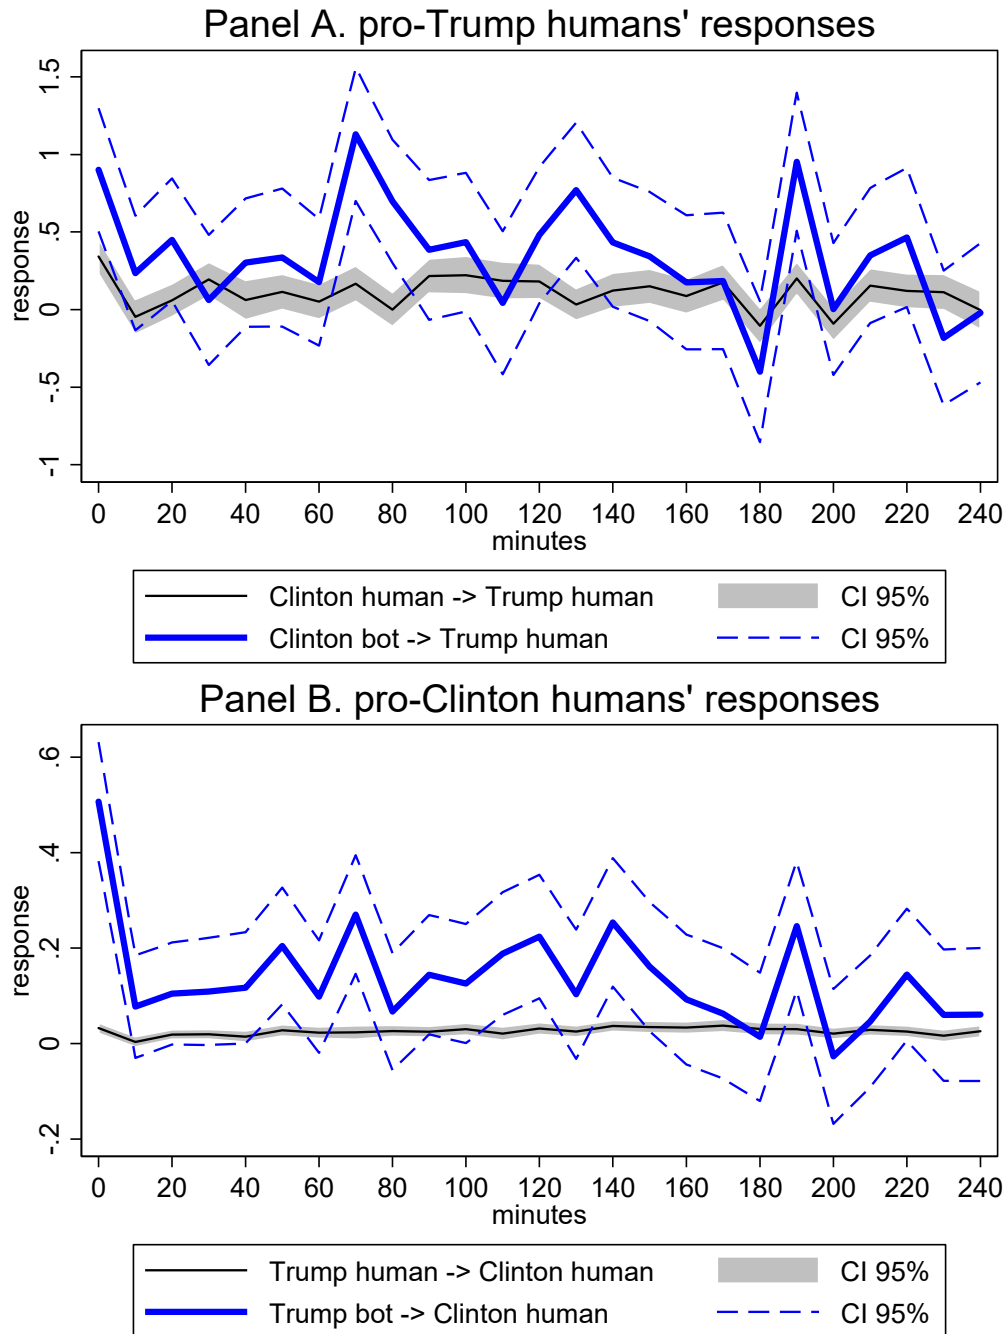 Panel A. pro-Trump humans' responses
1.5
1
.5
0
-.5
-1
response
0 20 40 60 80 100 120 140 160 180 200 220 240
minutes
Clinton human -> Trump human CI 95%
Clinton bot -> Trump human CI 95%
Panel B. pro-Clinton humans' responses
.6
.4
.2
0
-.2
response
0 20 40 60 80 100 120 140 160 180 200 220 240
minutes
Trump human -> Clinton human CI 95%
Trump bot -> Clinton human CI 95%